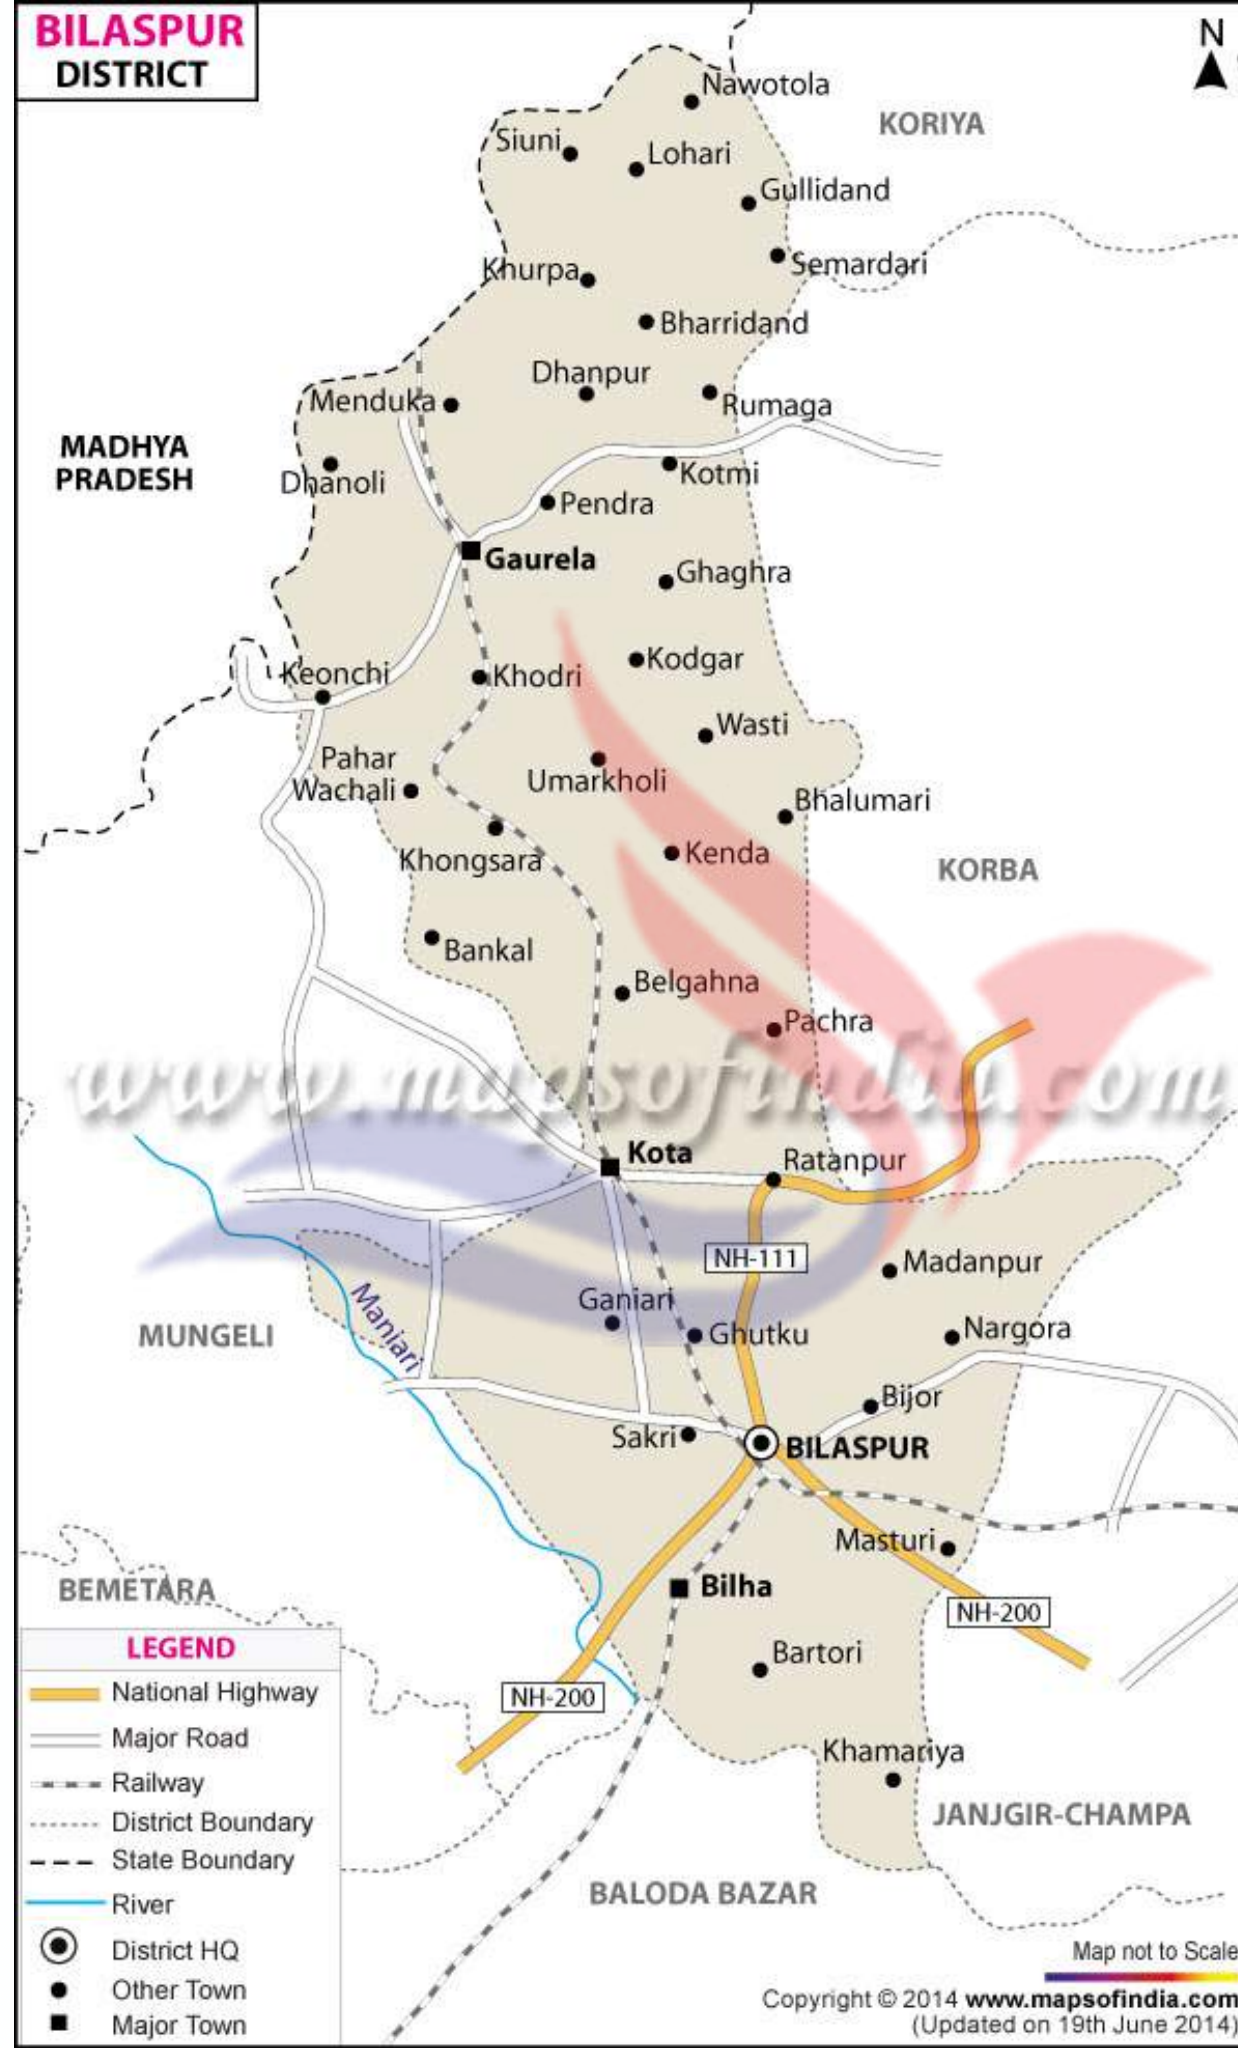 BILASPUR
DISTRICT
N
Nawotola
KORIYA
Siuni
Lohari
Gullidand
Semardari
Khurpa
Bharridand
Dhanpur
Menduka
Rumaga
MADHYA
PRADESH
Dhanoli
Kotmi
Pendra
Gaurela
Ghaghra
Keonchi
Khodri
Kodgar
Wasti
Pahar
Wachali
Umarkholi
Bhalumari
Khongsara
Kenda
KORBA
Bankal
Belgahna
Pachra
www.mapsofindia.com
Kota
Ratanpur
NH-111
Madanpur
Maniari
Ganiari
MUNGELI
Ghutku
Nargora
Bijor
Sakri
BILASPUR
Masturi
BEMETARA
Bilha
NH-200
Bartori
NH-200
Khamariya
JANJGIR-CHAMPA
BALODA BAZAR
LEGEND
National Highway
Major Road
Railway
District Boundary
State Boundary
River
District HQ
Other Town
Major Town
Map not to Scale
Copyright © 2014 www.mapsofindia.com
(Updated on 19th June 2014)